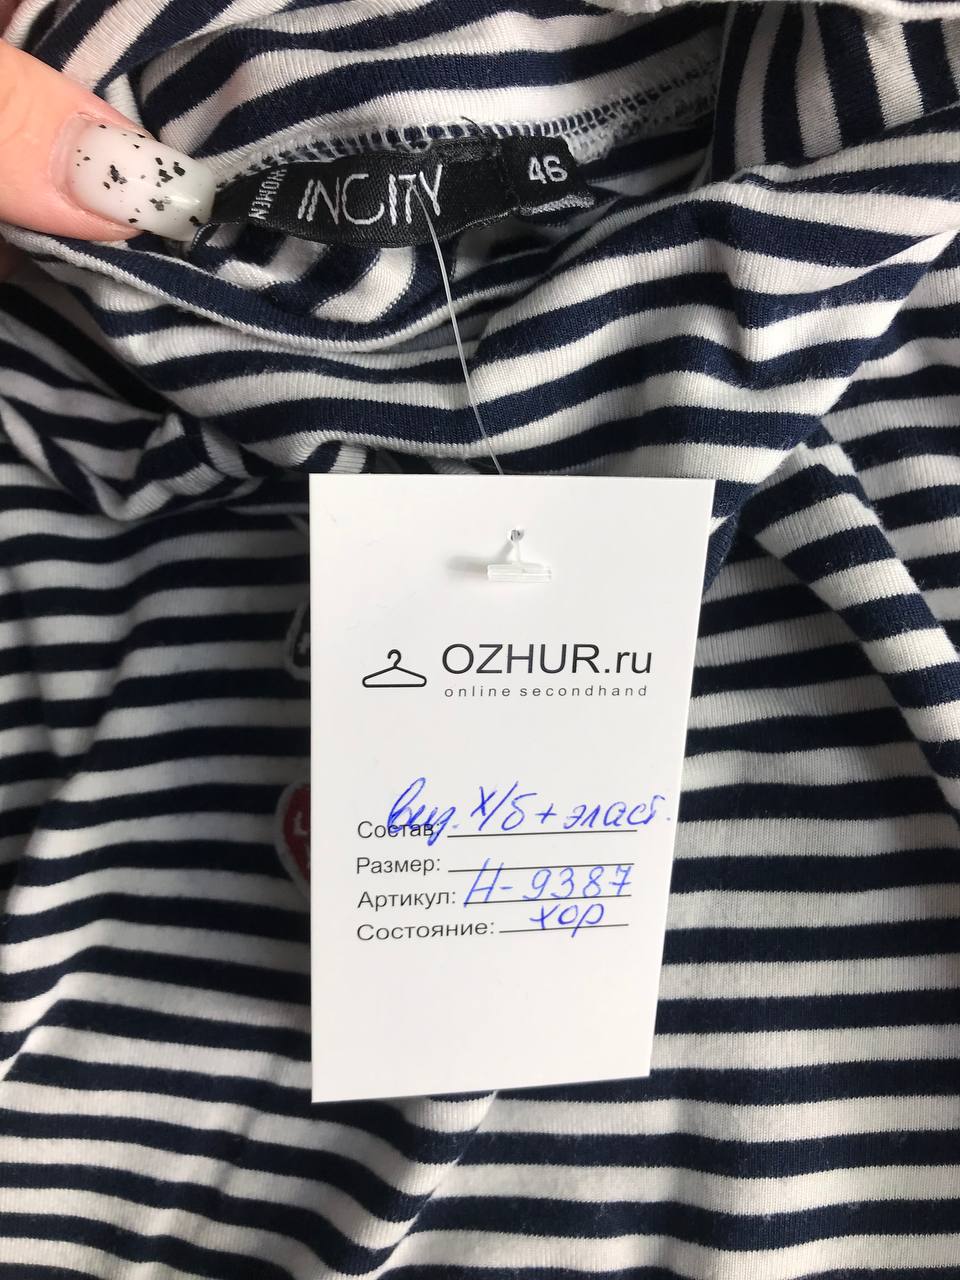 WOMEN INCITY 46
OZHUR.ru
online secondhand
Состав: виз. х/б + эласт.
Размер:
Артикул: Н-9387
Состояние: хор